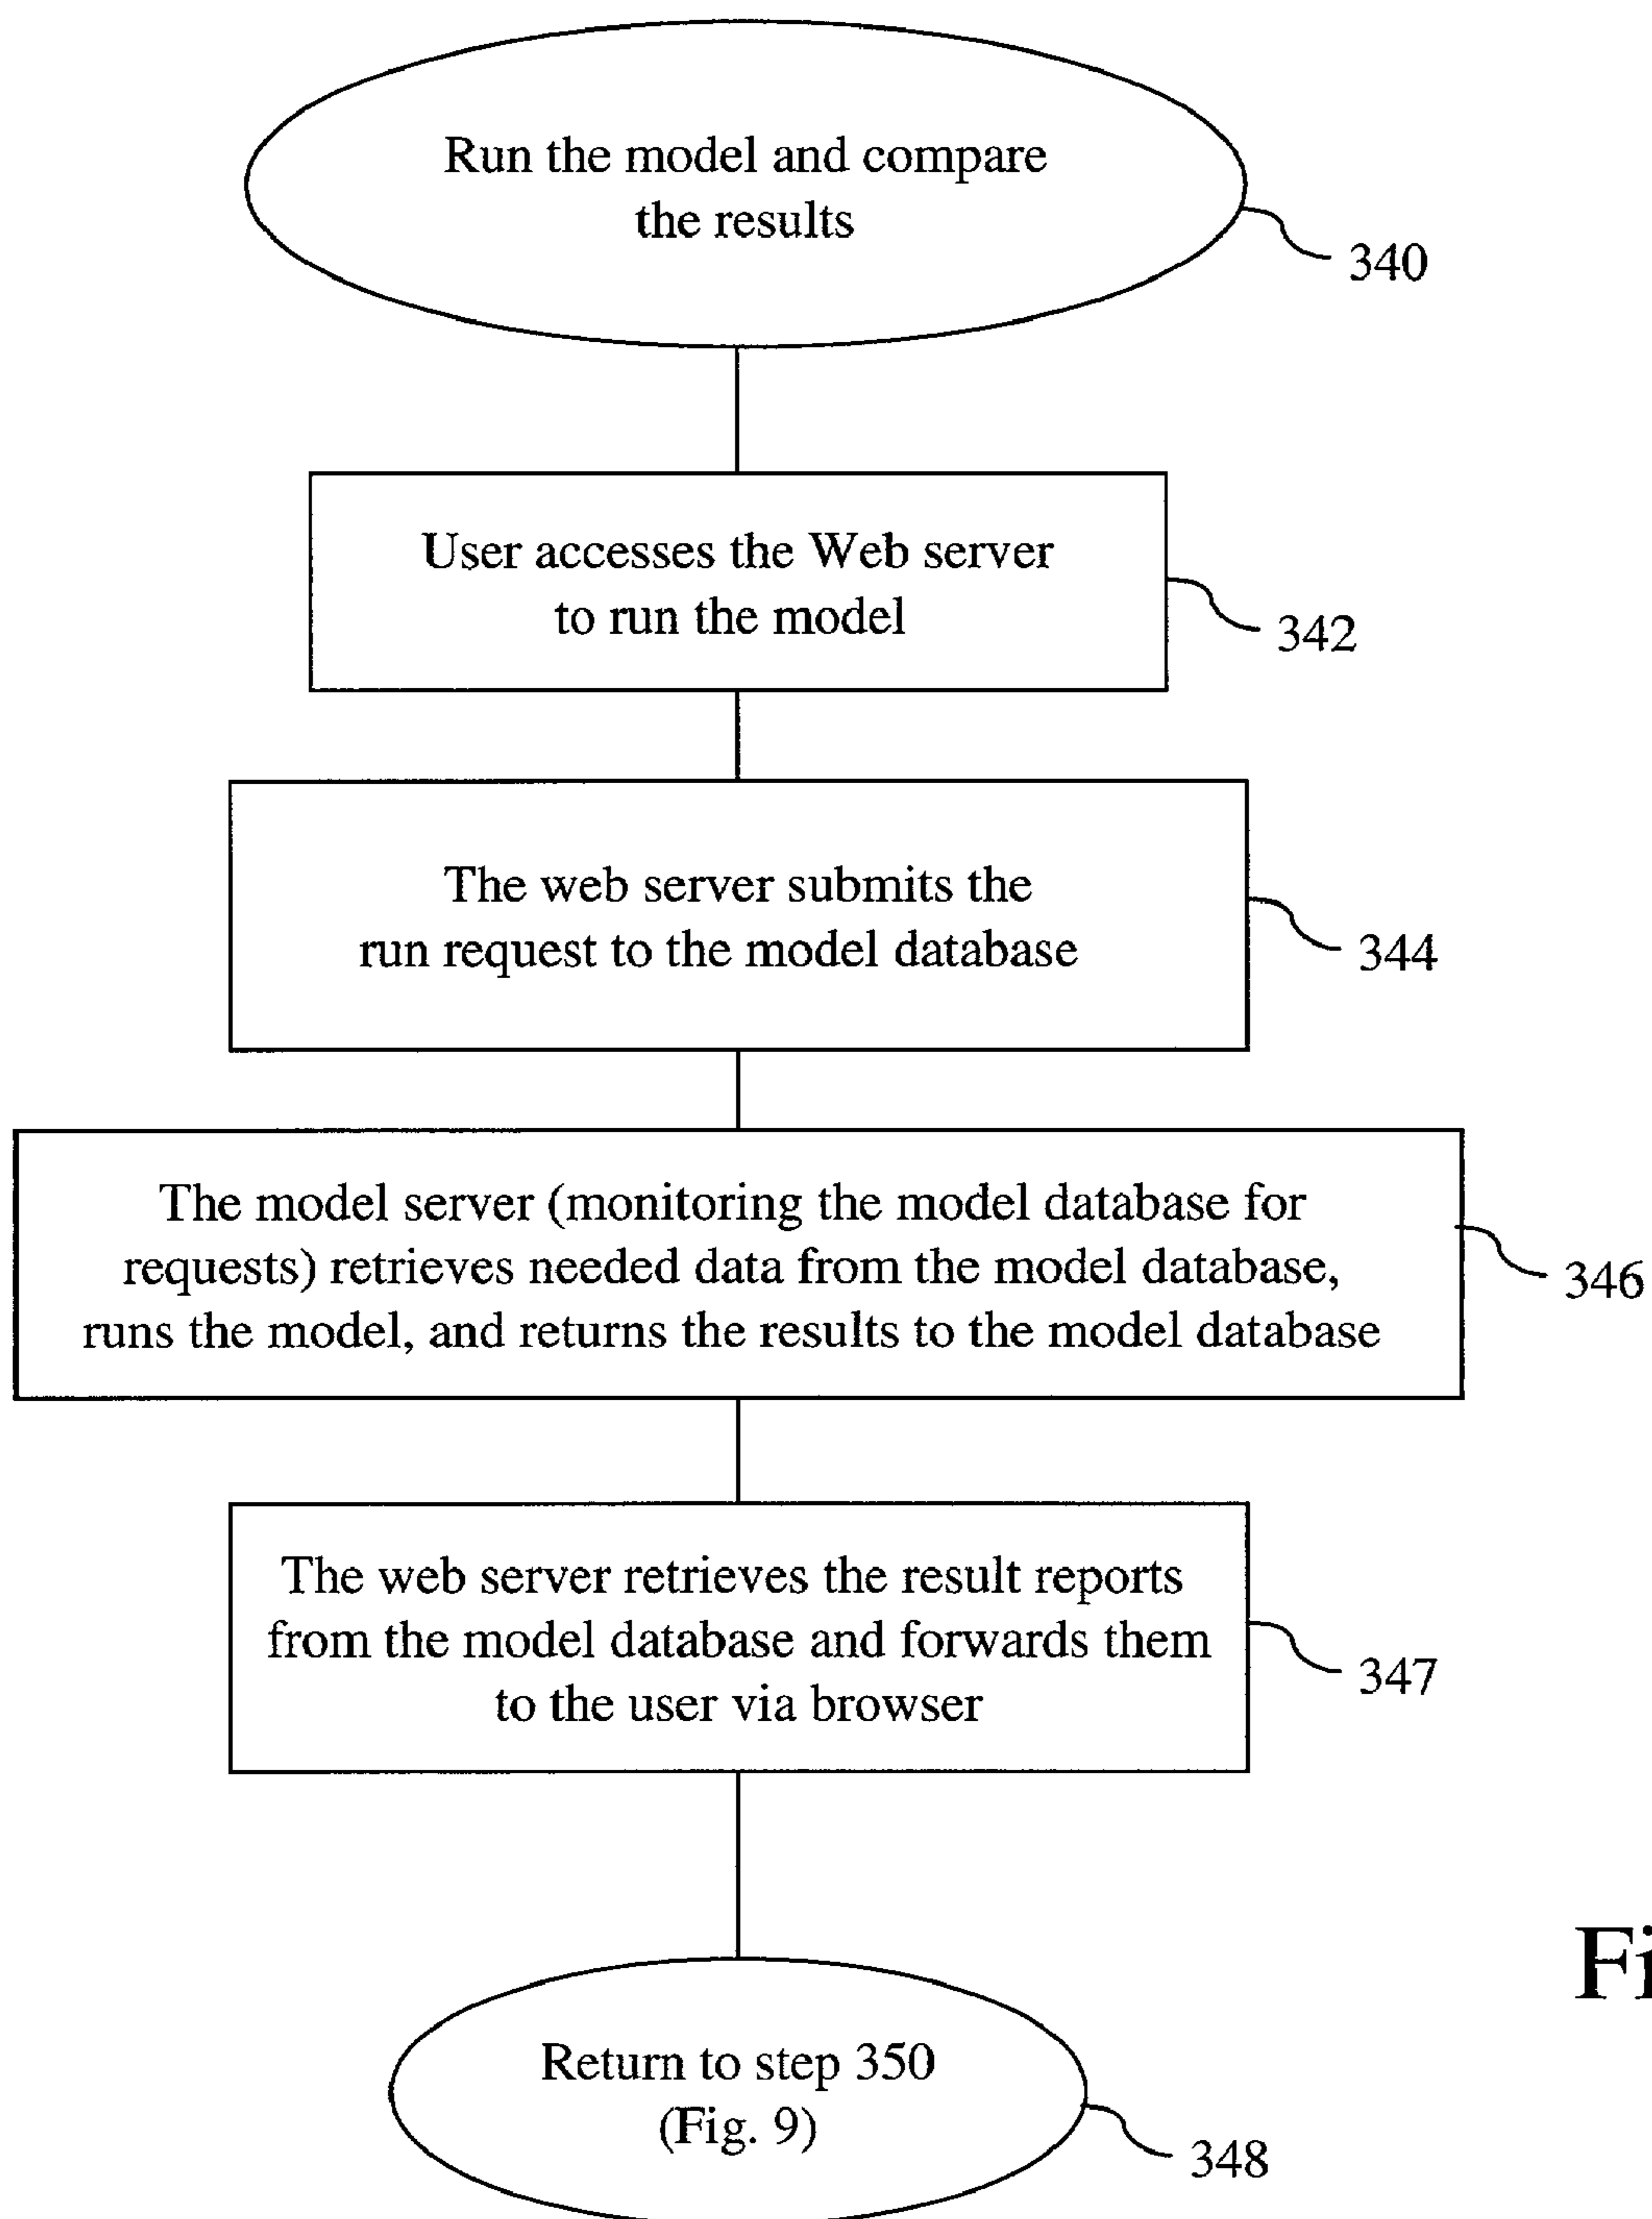 Run the model and compare
the results
340
User accesses the Web server
to run the model
342
The web server submits the
run request to the model database
344
The model server (monitoring the model database for
requests) retrieves needed data from the model database,
runs the model, and returns the results to the model database
346
The web server retrieves the result reports
from the model database and forwards them
to the user via browser
347
Fi
Return to step 350
(Fig. 9)
348